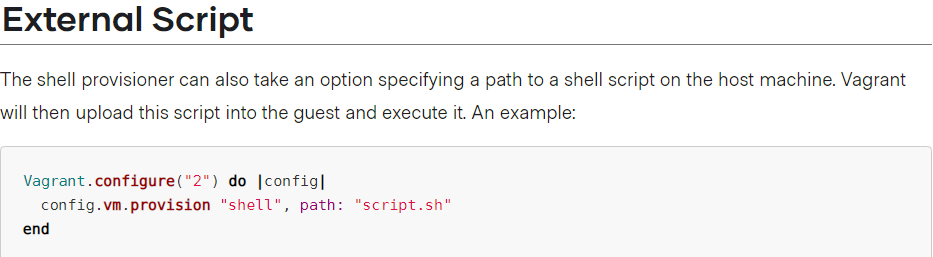 External Script
The shell provisioner can also take an option specifying a path to a shell script on the host machine. Vagrant
will then upload this script into the guest and execute it. An example:
Vagrant.configure("2") do |config|
  config.vm.provision "shell", path: "script.sh"
end